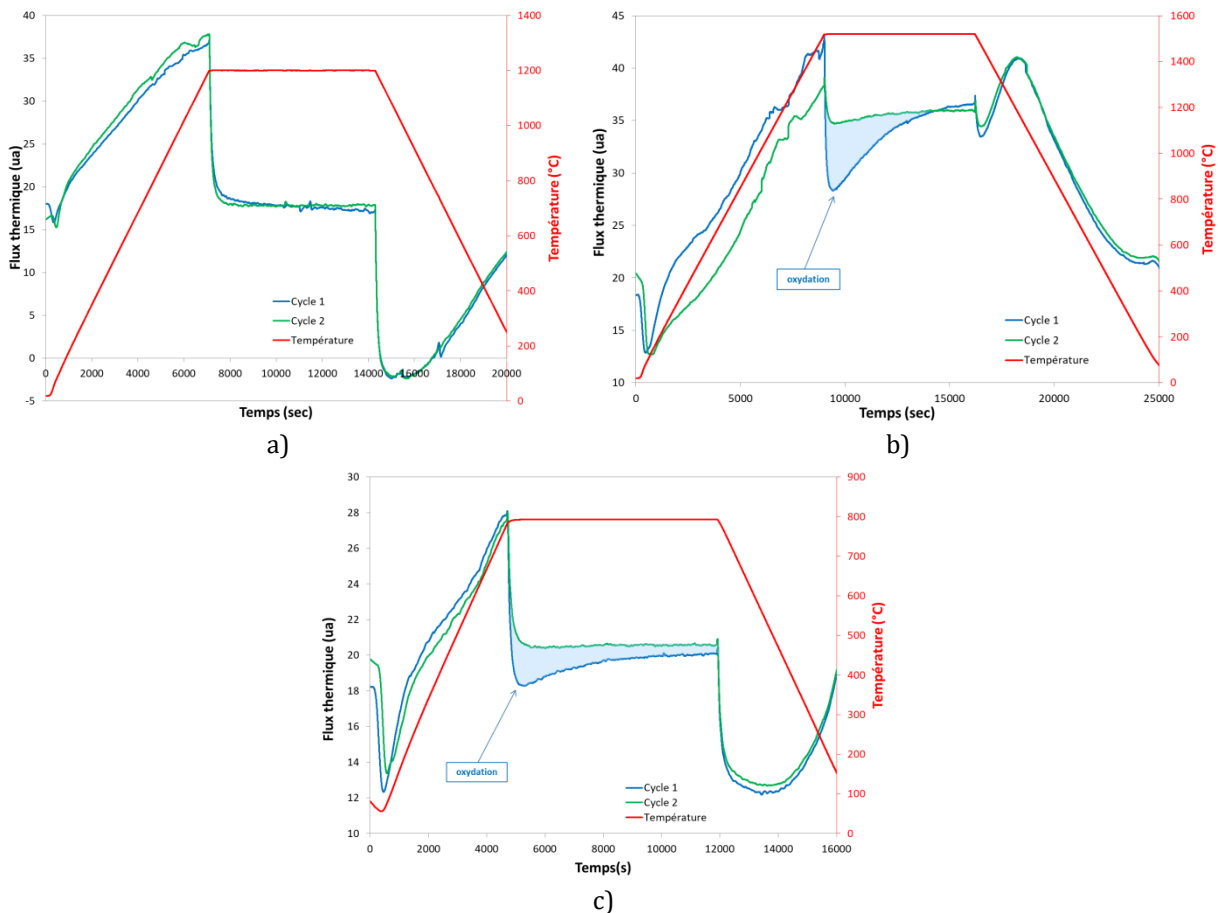 40
35
30
25
20
15
10
5
0
-5
Flux thermique (ua)
0 2000 4000 6000 8000 10000 12000 14000 16000 18000 20000
Temps (sec)
1400
1200
1000
800
600
400
200
0
Température (°C)
Cycle 1
Cycle 2
Température
a)
45
40
35
30
25
20
15
10
Flux thermique (ua)
0 5000 10000 15000 20000 25000
Temps (sec)
1600
1400
1200
1000
800
600
400
200
0
Température (°C)
oxydation
Cycle 1
Cycle 2
Température
b)
30
28
26
24
22
20
18
16
14
12
10
Flux thermique (ua)
0 2000 4000 6000 8000 10000 12000 14000 16000
Temps(s)
900
800
700
600
500
400
300
200
100
0
Température (°C)
oxydation
Cycle 1
Cycle 2
Température
c)